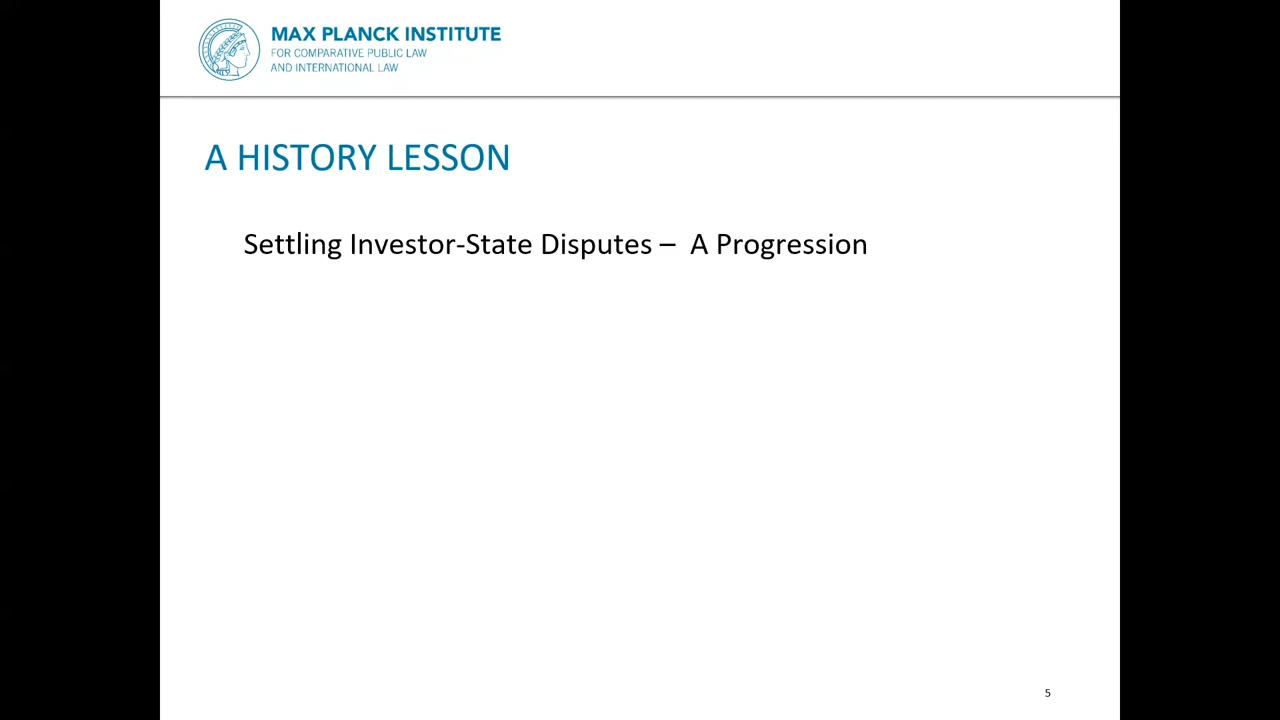 MAX PLANCK INSTITUTE
FOR COMPARATIVE PUBLIC LAW
AND INTERNATIONAL LAW
A HISTORY LESSON
Settling Investor-State Disputes – A Progression
5